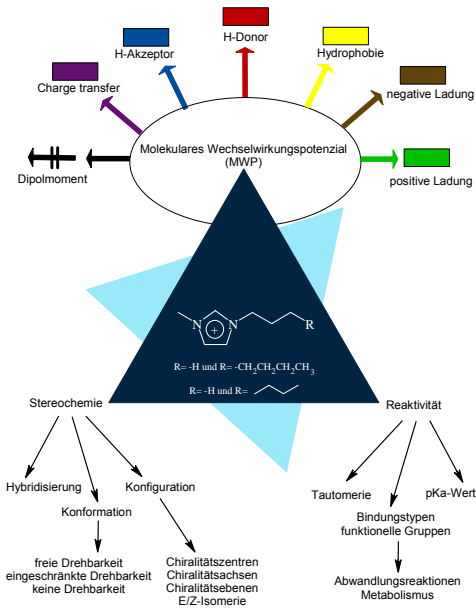 H-Donor
H-Akzeptor
Hydrophobie
Charge transfer
negative Ladung
Molekulares Wechselwirkungspotenzial
(MWP)
Dipolmoment
positive Ladung
N
N
+
R
R= -H und R= -CH₂CH₂CH₂CH₃
R= -H und R=
Stereochemie
Reaktivität
Hybridisierung
Konfiguration
Konformation
Tautomerie
pKa-Wert
Bindungstypen
funktionelle Gruppen
freie Drehbarkeit
eingeschränkte Drehbarkeit
keine Drehbarkeit
Chiralitätszentren
Chiralitätsachsen
Chiralitätsebenen
E/Z-Isomerie
Abwandlungsreaktionen
Metabolismus